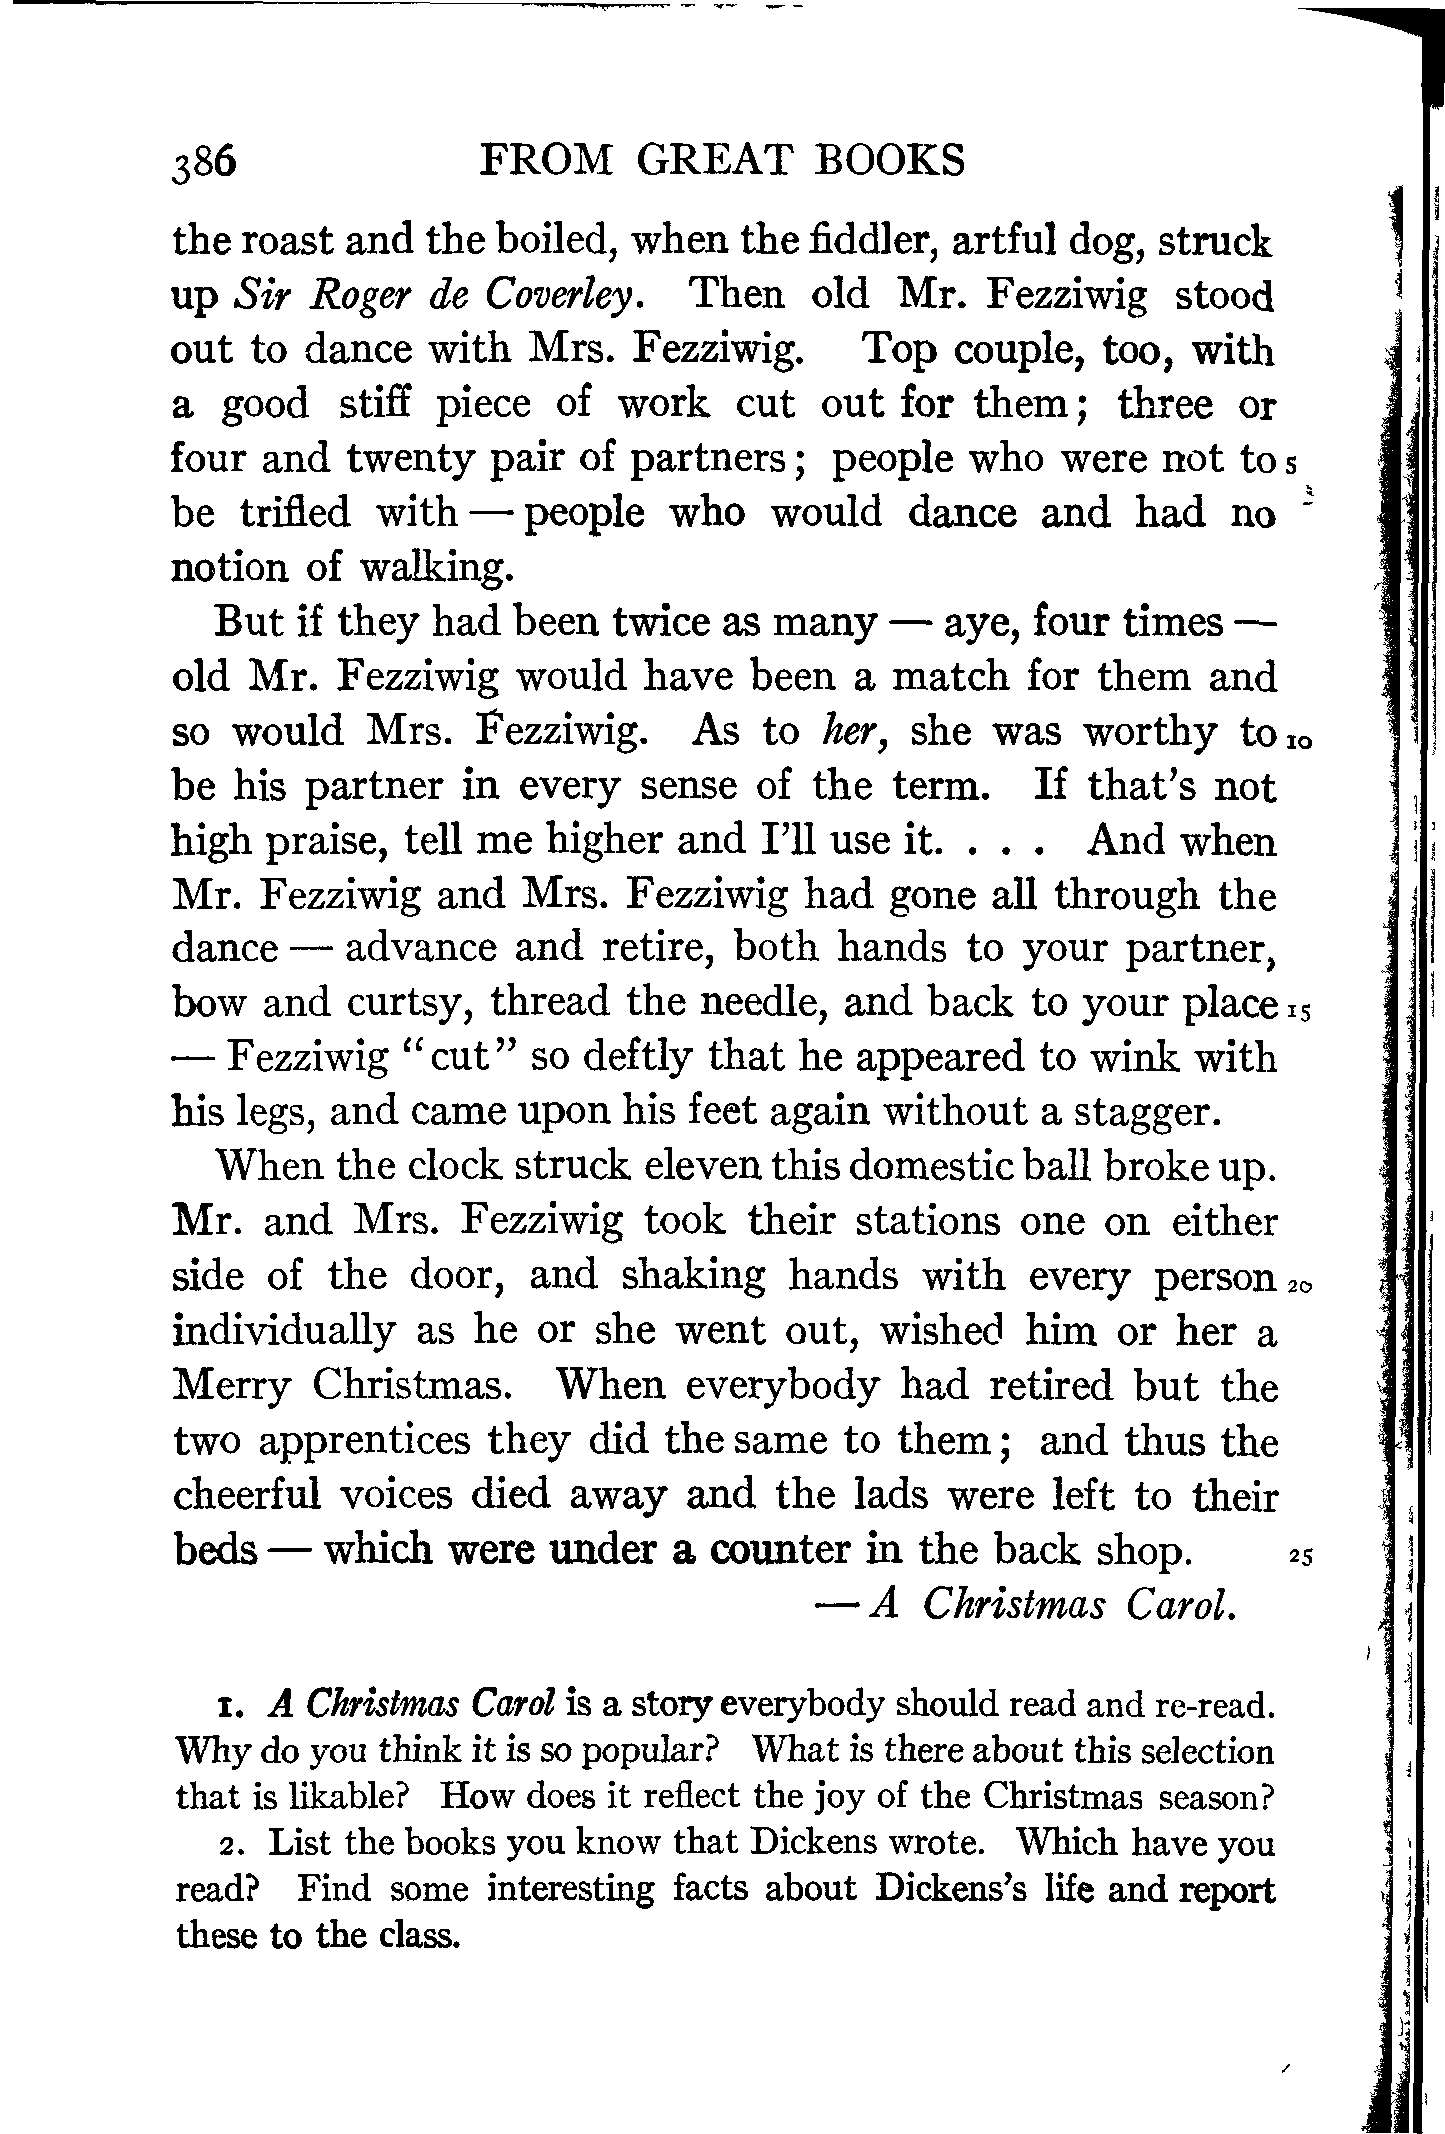 386 FROM GREAT BOOKS
the roast and the boiled, when the fiddler, artful dog, struck
up Sir Roger de Coverley. Then old Mr. Fezziwig stood
out to dance with Mrs. Fezziwig. Top couple, too, with
a good stiff piece of work cut out for them; three or
four and twenty pair of partners; people who were not to 5
be trifled with — people who would dance and had no
notion of walking.
But if they had been twice as many — aye, four times —
old Mr. Fezziwig would have been a match for them and
so would Mrs. Fezziwig. As to her, she was worthy to 10
be his partner in every sense of the term. If that's not
high praise, tell me higher and I'll use it. . . . And when
Mr. Fezziwig and Mrs. Fezziwig had gone all through the
dance — advance and retire, both hands to your partner,
bow and curtsy, thread the needle, and back to your place 15
— Fezziwig "cut" so deftly that he appeared to wink with
his legs, and came upon his feet again without a stagger.
When the clock struck eleven this domestic ball broke up.
Mr. and Mrs. Fezziwig took their stations one on either
side of the door, and shaking hands with every person 20
individually as he or she went out, wished him or her a
Merry Christmas. When everybody had retired but the
two apprentices they did the same to them; and thus the
cheerful voices died away and the lads were left to their
beds — which were under a counter in the back shop. 25
— A Christmas Carol.
1. A Christmas Carol is a story everybody should read and re-read.
Why do you think it is so popular? What is there about this selection
that is likable? How does it reflect the joy of the Christmas season?
2. List the books you know that Dickens wrote. Which have you
read? Find some interesting facts about Dickens's life and report
these to the class.